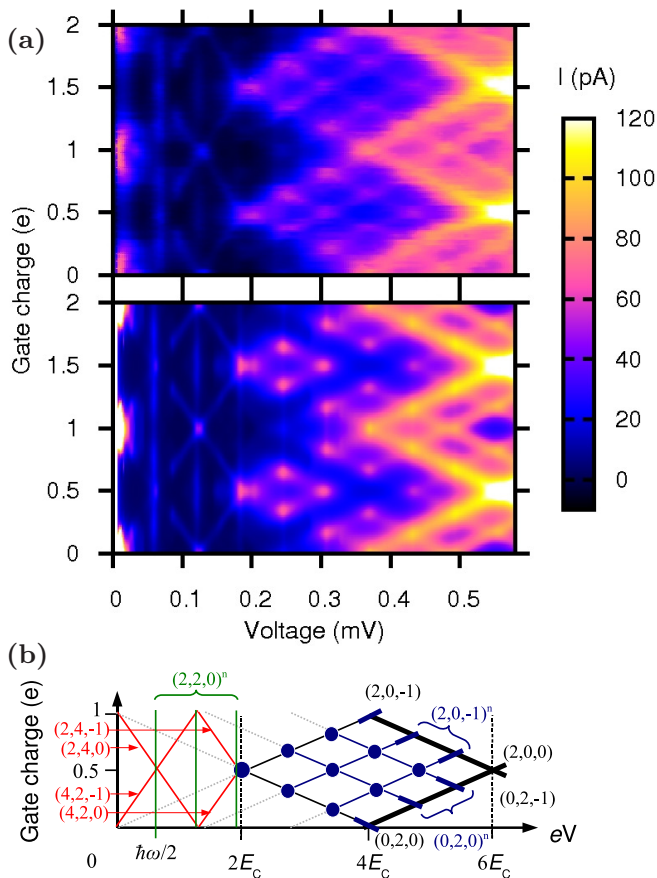 (a)
I (pA)
2
1.5
1
0.5
0
2
1.5
1
0.5
0
Gate charge (e)
120
100
80
60
40
20
0
0 0.1 0.2 0.3 0.4 0.5
Voltage (mV)
(b)
Gate charge (e)
1
0.5
0
(2,2,0)ⁿ
(2,4,-1)
(2,4,0)
(4,2,-1)
(4,2,0)
(2,0,-1)
(2,0,-1)ⁿ
(2,0,0)
(0,2,-1)
(0,2,0)
(0,2,0)ⁿ
ħω/2
2E_C
4E_C
6E_C
eV